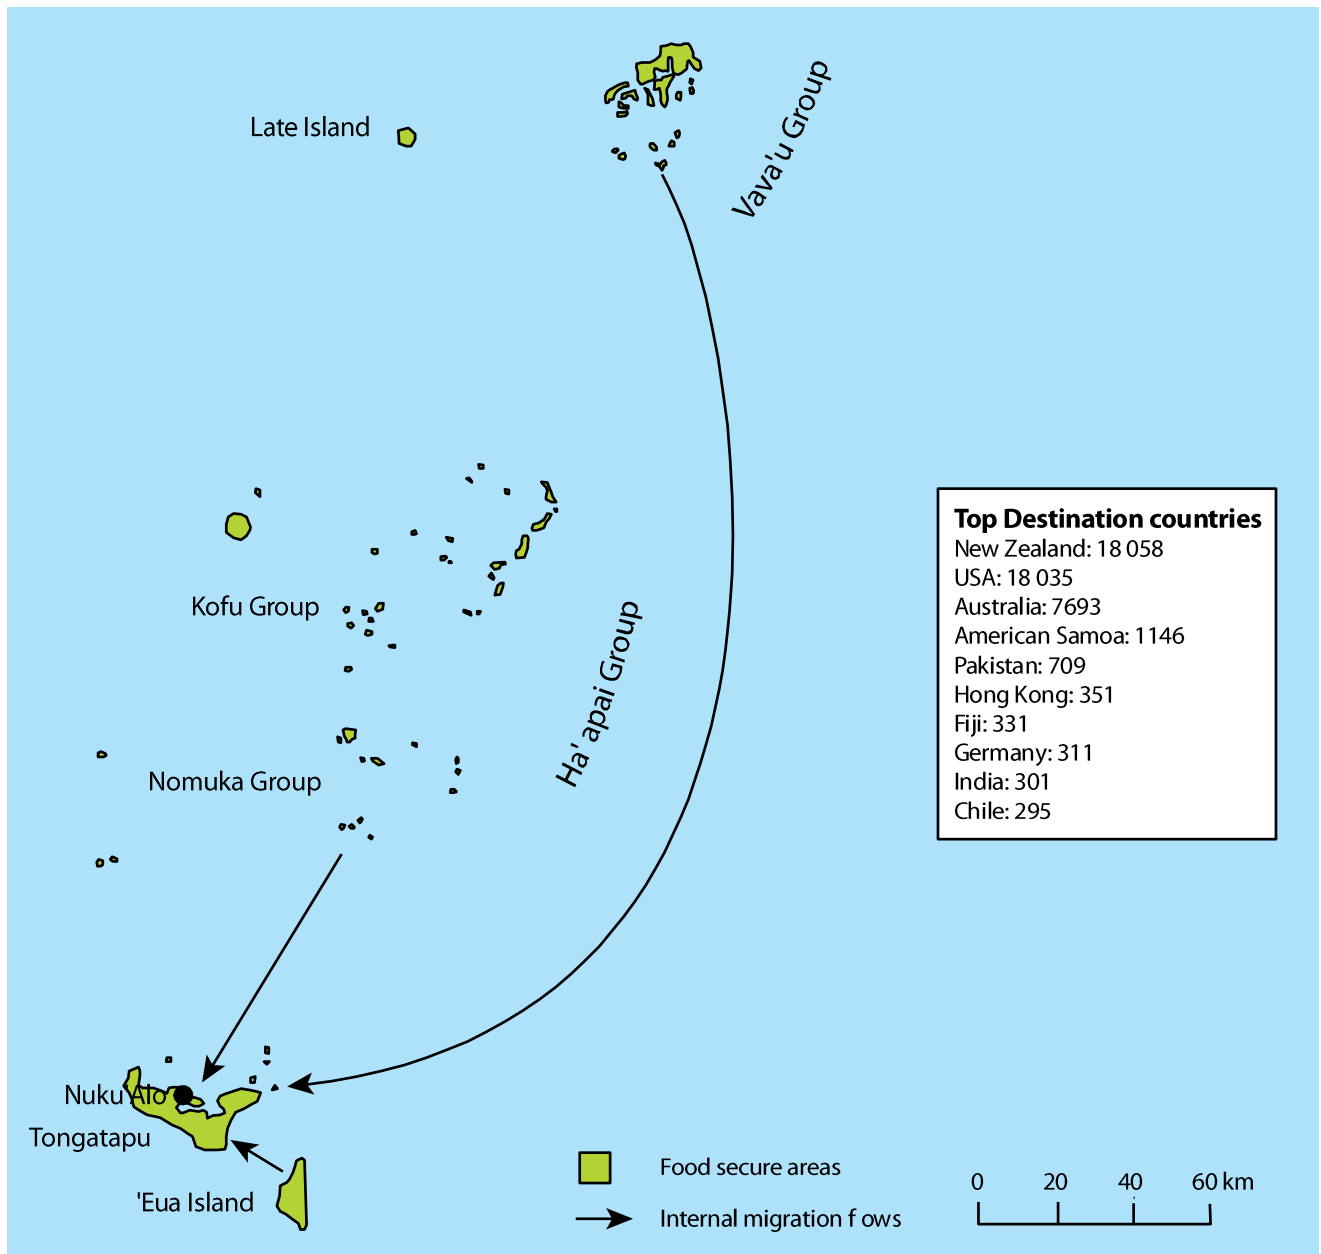 Vava'u Group
Late Island
Top Destination countries
New Zealand: 18 058
USA: 18 035
Australia: 7693
American Samoa: 1146
Pakistan: 709
Hong Kong: 351
Fiji: 331
Germany: 311
India: 301
Chile: 295
Kofu Group
Ha' apai Group
Nomuka Group
Nuku'Alo
Tongatapu
'Eua Island
Food secure areas
Internal migration f ows
0 20 40 60 km